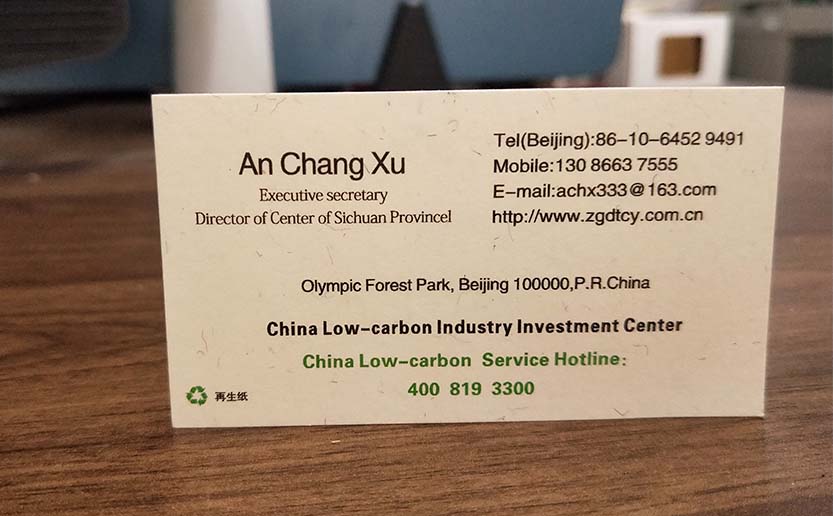 An Chang Xu
Executive secretary
Director of Center of Sichuan Provincel
Tel(Beijing):86-10-6452 9491
Mobile:130 8663 7555
E-mail:achx333@163.com
http://www.zgdtcy.com.cn
Olympic Forest Park, Beijing 100000,P.R.China
China Low-carbon Industry Investment Center
China Low-carbon Service Hotline:
400 819 3300
再生纸